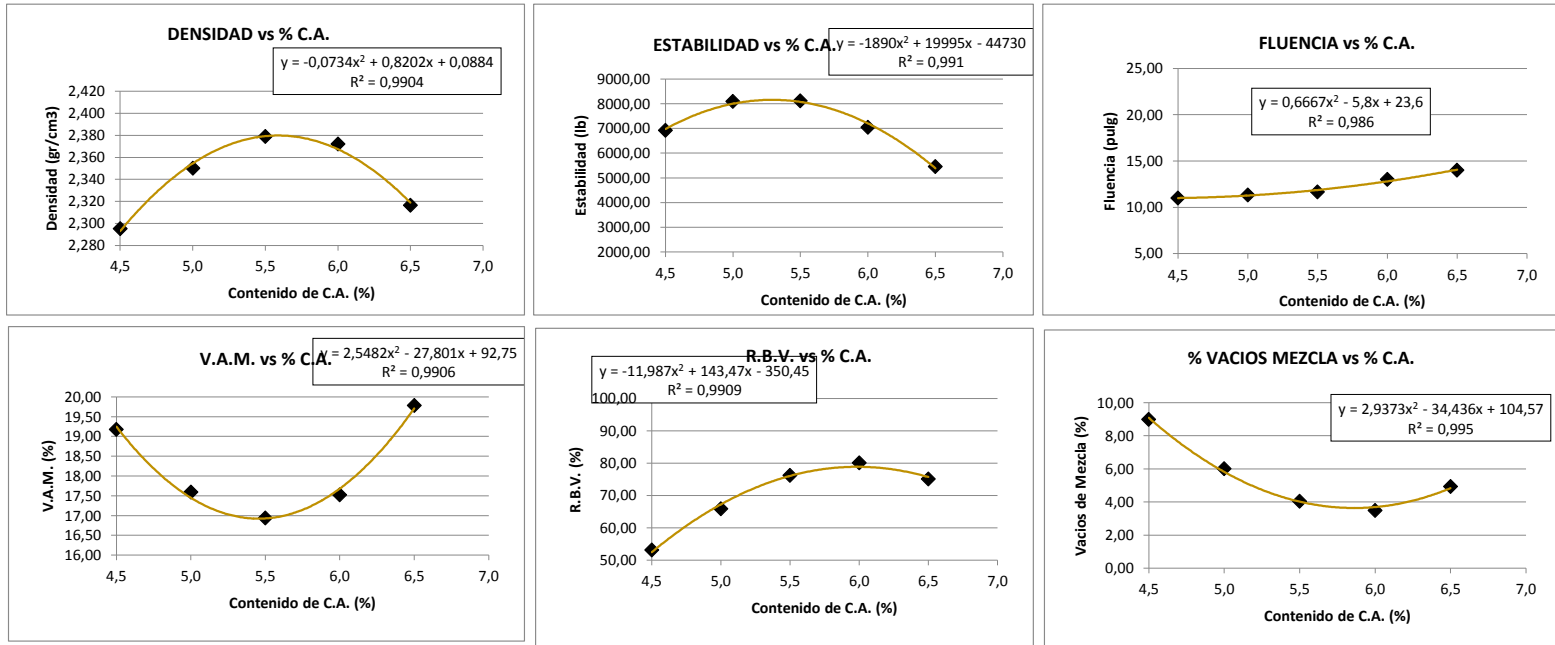 DENSIDAD vs % C.A.
y = -0,0734x² + 0,8202x + 0,0884
R² = 0,9904
2,420
2,400
2,380
2,360
2,340
2,320
2,300
2,280
4,5 5,0 5,5 6,0 6,5 7,0
Densidad (gr/cm3)
Contenido de C.A. (%)
ESTABILIDAD vs % C.A.
y = -1890x² + 19995x - 44730
R² = 0,991
9000,00
8000,00
7000,00
6000,00
5000,00
4000,00
3000,00
2000,00
4,5 5,0 5,5 6,0 6,5 7,0
Estabilidad (lb)
Contenido de C.A. (%)
FLUENCIA vs % C.A.
y = 0,6667x² - 5,8x + 23,6
R² = 0,986
25,00
20,00
15,00
10,00
5,00
4,5 5,0 5,5 6,0 6,5 7,0
Fluencia (pulg)
Contenido de C.A. (%)
V.A.M. vs % C.A.
y = 2,5482x² - 27,801x + 92,75
R² = 0,9906
20,00
19,50
19,00
18,50
18,00
17,50
17,00
16,50
16,00
4,5 5,0 5,5 6,0 6,5 7,0
V.A.M. (%)
Contenido de C.A. (%)
R.B.V. vs % C.A.
y = -11,987x² + 143,47x - 350,45
R² = 0,9909
100,00
90,00
80,00
70,00
60,00
50,00
4,5 5,0 5,5 6,0 6,5 7,0
R.B.V. (%)
Contenido de C.A. (%)
% VACIOS MEZCLA vs % C.A.
y = 2,9373x² - 34,436x + 104,57
R² = 0,995
10,00
8,00
6,00
4,00
2,00
0,00
4,5 5,0 5,5 6,0 6,5 7,0
Vacios de Mezcla (%)
Contenido de C.A. (%)